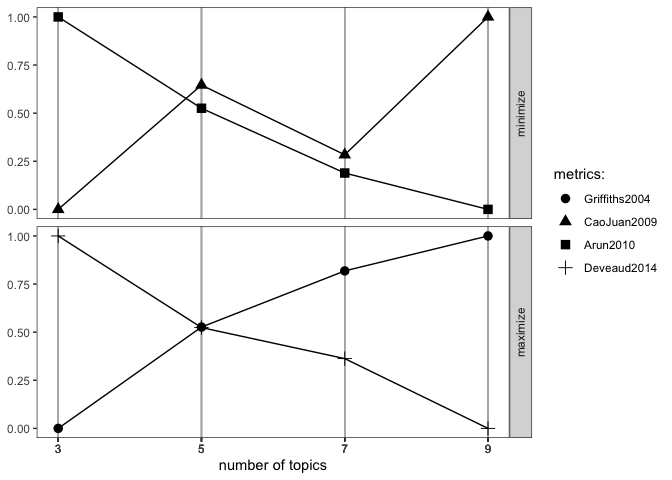 1.00
0.75
0.50
0.25
0.00
minimize
1.00
0.75
0.50
0.25
0.00
maximize
3 5 7 9
number of topics
metrics:
Griffiths2004
CaoJuan2009
Arun2010
Deveaud2014